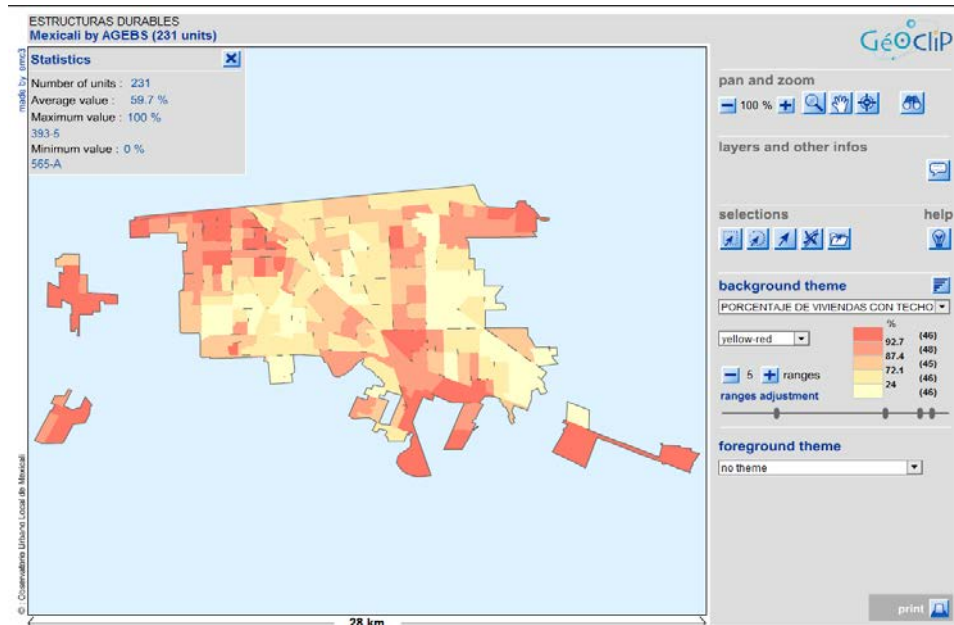 ESTRUCTURAS DURABLES
Mexicali by AGEBS (231 units)
made by emc3
Statistics
Number of units : 231
Average value : 59.7 %
Maximum value : 100 %
393-5
Minimum value : 0 %
565-A
© : Observatorio Urbano Local de Mexicali
28 km
GéOcliP
pan and zoom
100 %
layers and other infos
selections help
background theme
PORCENTAJE DE VIVIENDAS CON TECHO
yellow-red
5 ranges
ranges adjustment
%
(46)
92.7
(48)
87.4
(45)
72.1
(46)
24
(46)
foreground theme
no theme
print